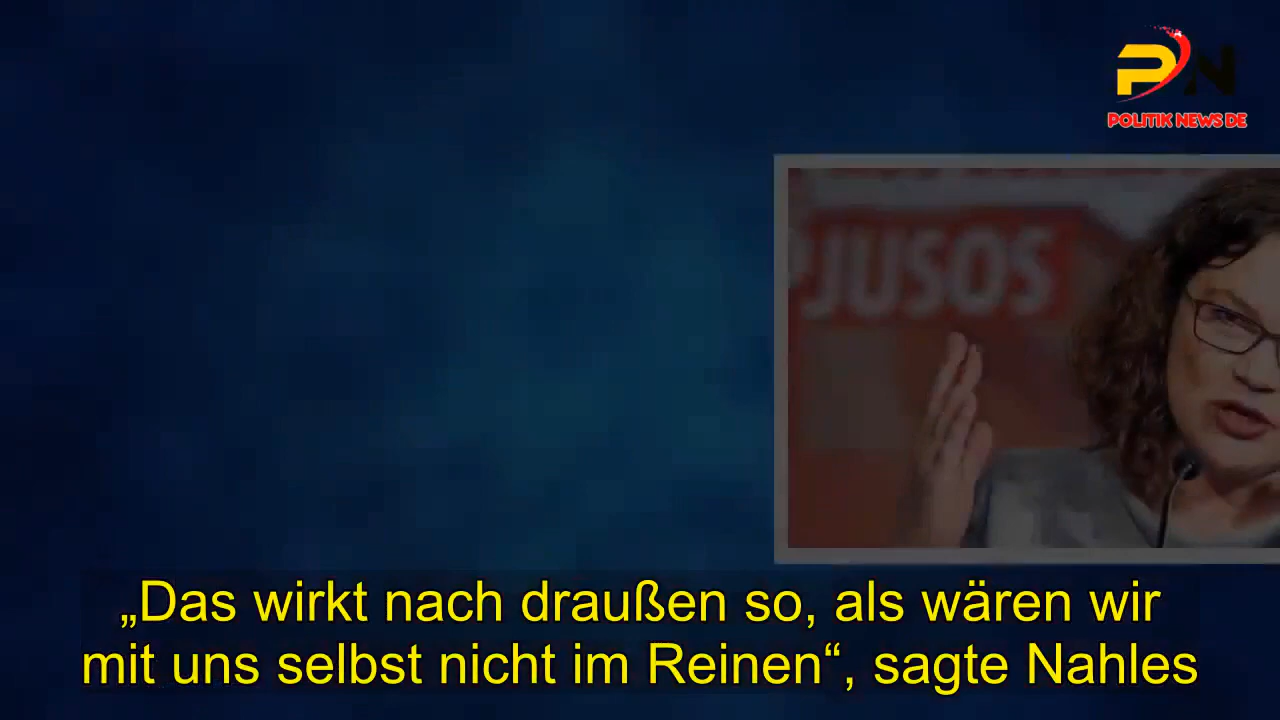 PN
POLITIK NEWS DE
JUSOS
„Das wirkt nach draußen so, als wären wir
mit uns selbst nicht im Reinen“, sagte Nahles